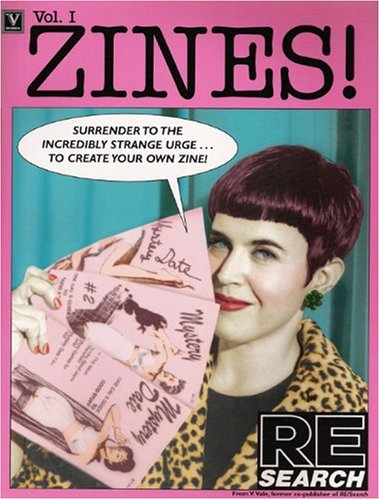 V
Vol. I
ZINES!
SURRENDER TO THE
INCREDIBLY STRANGE URGE . . .
TO CREATE YOUR OWN ZINE!
Mystery
Date
#2
Mystery
Date
Mystery
Date
RE
SEARCH
From V. Vale, former co-publisher of RE/Search